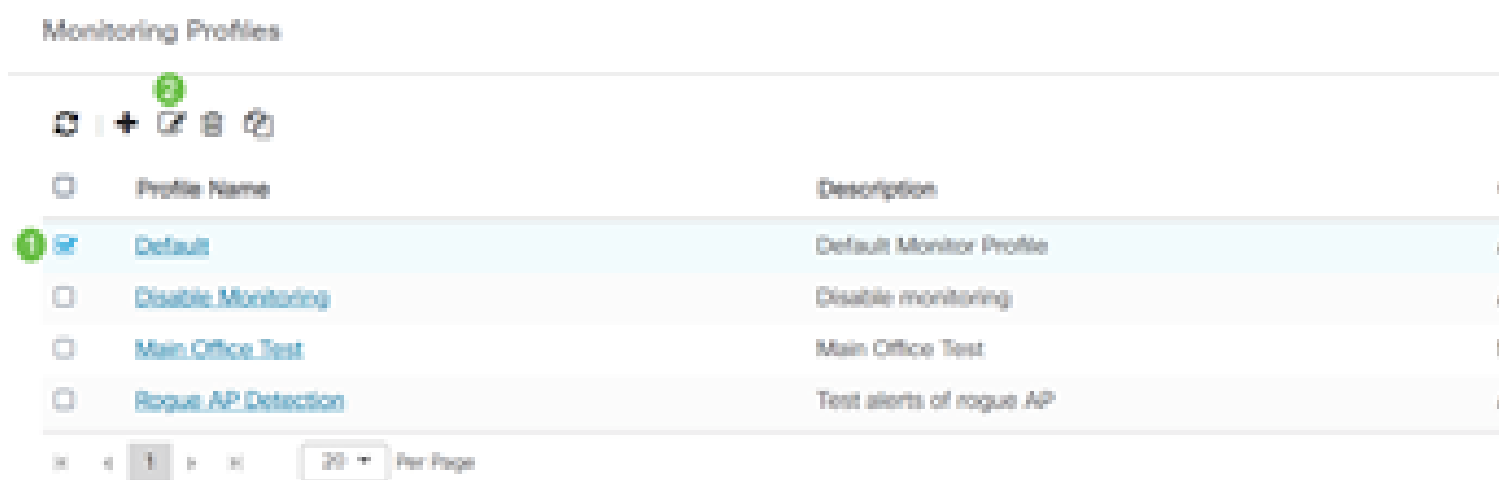 Monitoring Profiles
2
Profile Name Description
1 Default Default Monitor Profile
Disable Monitoring Disable monitoring
Main Office Test Main Office Test
Rogue AP Detection Test alerts of rogue AP
1 20 Per Page